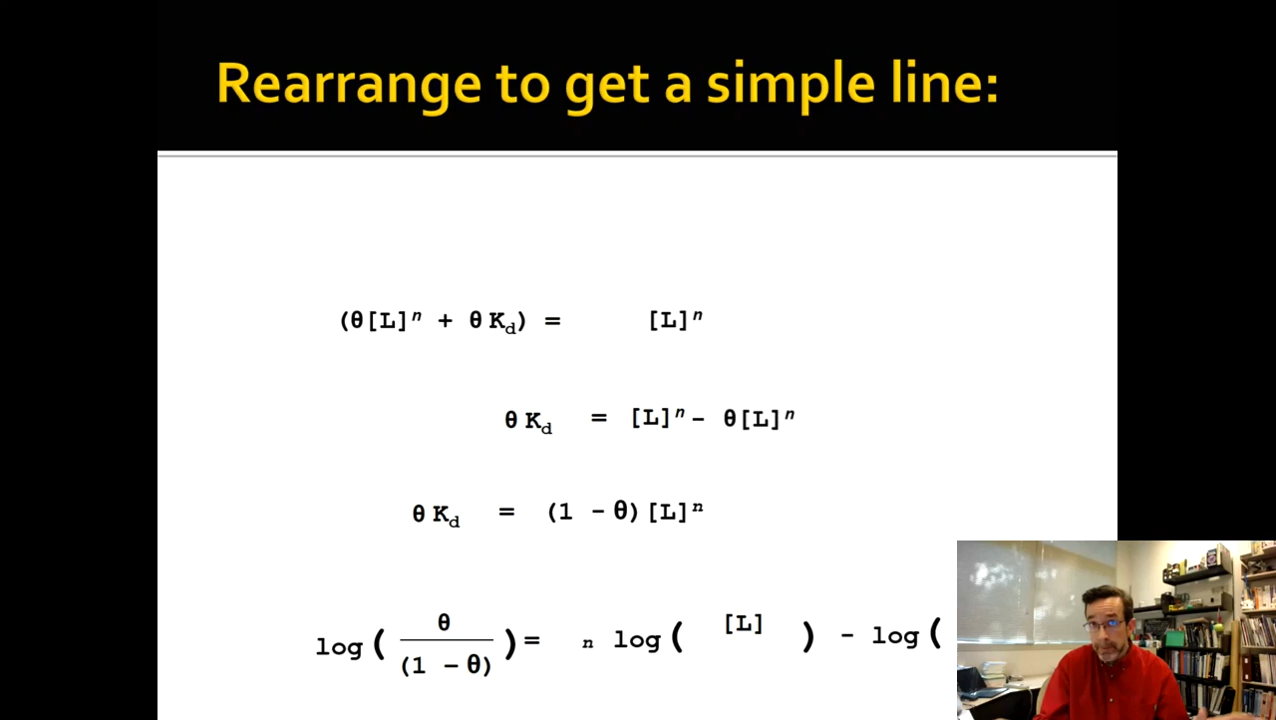 Rearrange to get a simple line:
(θ[L]ⁿ + θ K_d) = [L]ⁿ
θ K_d = [L]ⁿ – θ[L]ⁿ
θ K_d = (1 – θ)[L]ⁿ
log( θ / (1 – θ) ) = n log( [L] ) – log(